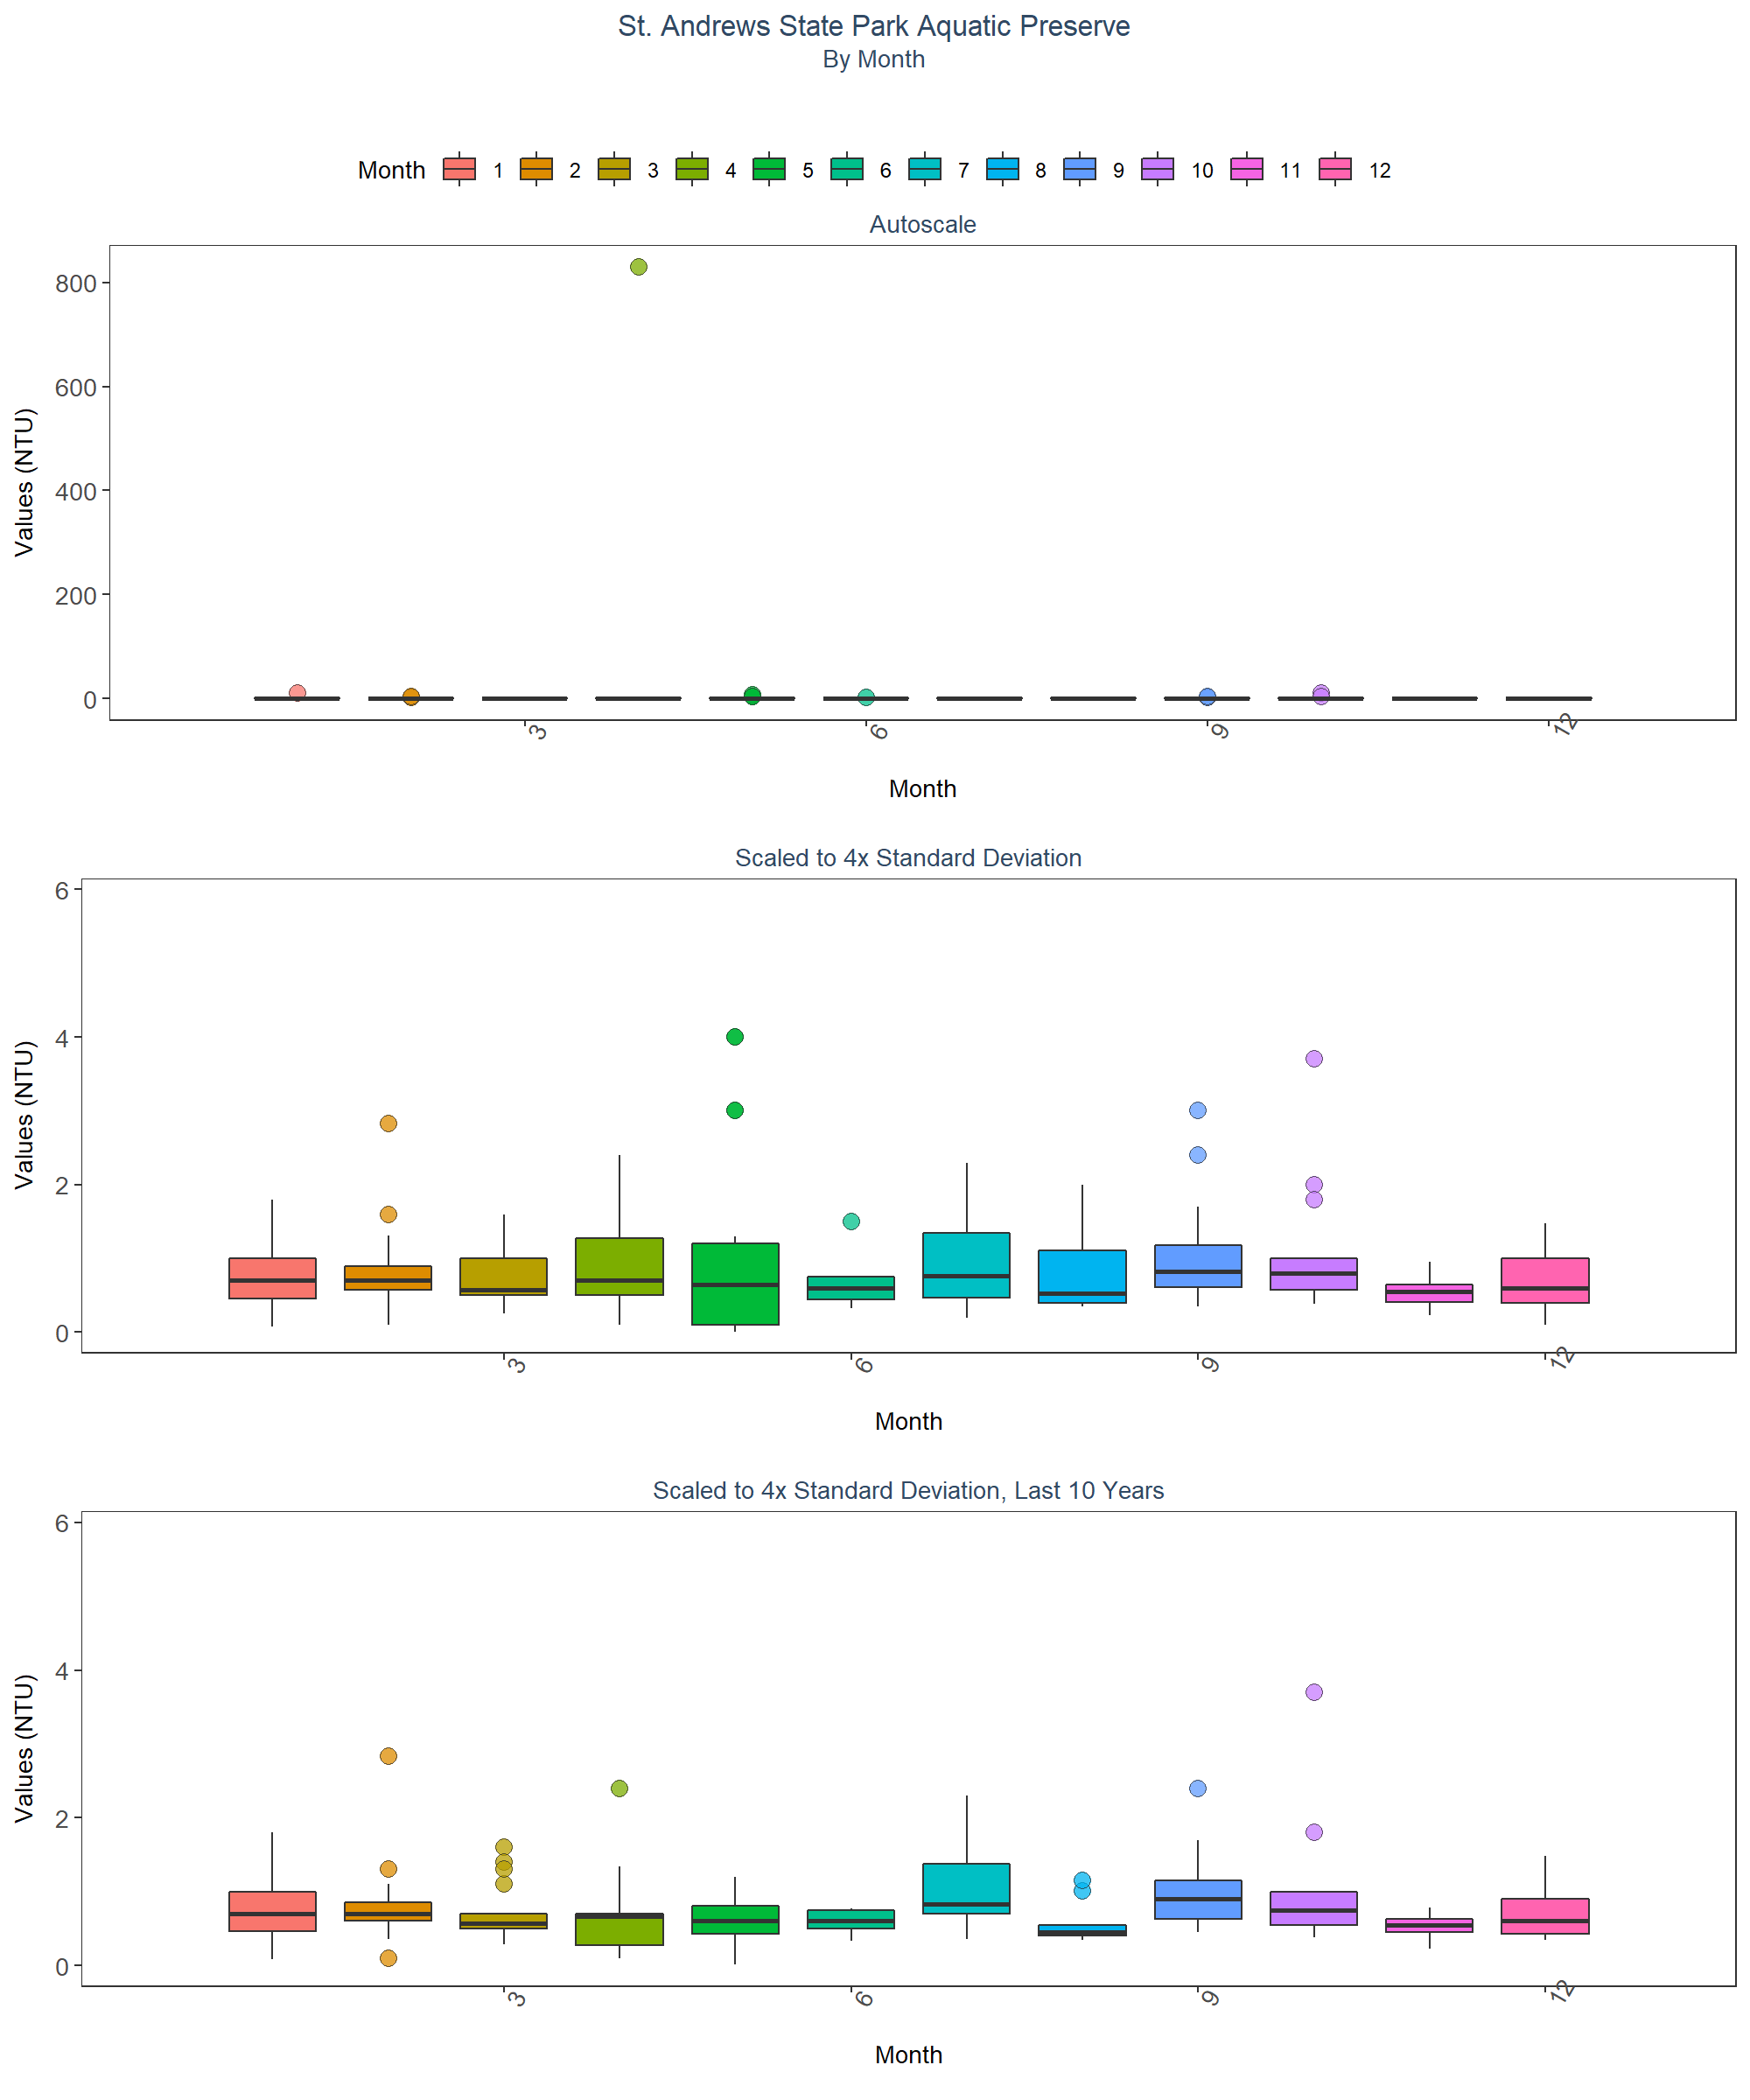 St. Andrews State Park Aquatic Preserve
By Month
Month 1 2 3 4 5 6 7 8 9 10 11 12
Autoscale
Values (NTU)
800
600
400
200
0
3 6 9 12
Month
Scaled to 4x Standard Deviation
Values (NTU)
6
4
2
0
3 6 9 12
Month
Scaled to 4x Standard Deviation, Last 10 Years
Values (NTU)
6
4
2
0
3 6 9 12
Month